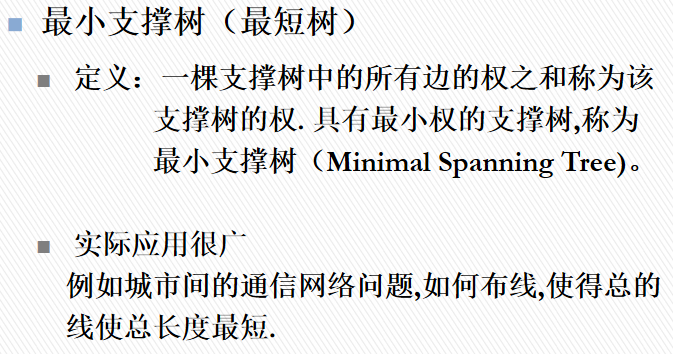 最小支撑树（最短树）
定义：一棵支撑树中的所有边的权之和称为该
支撑树的权. 具有最小权的支撑树,称为
最小支撑树（Minimal Spanning Tree)。
实际应用很广
例如城市间的通信网络问题,如何布线,使得总的
线使总长度最短.